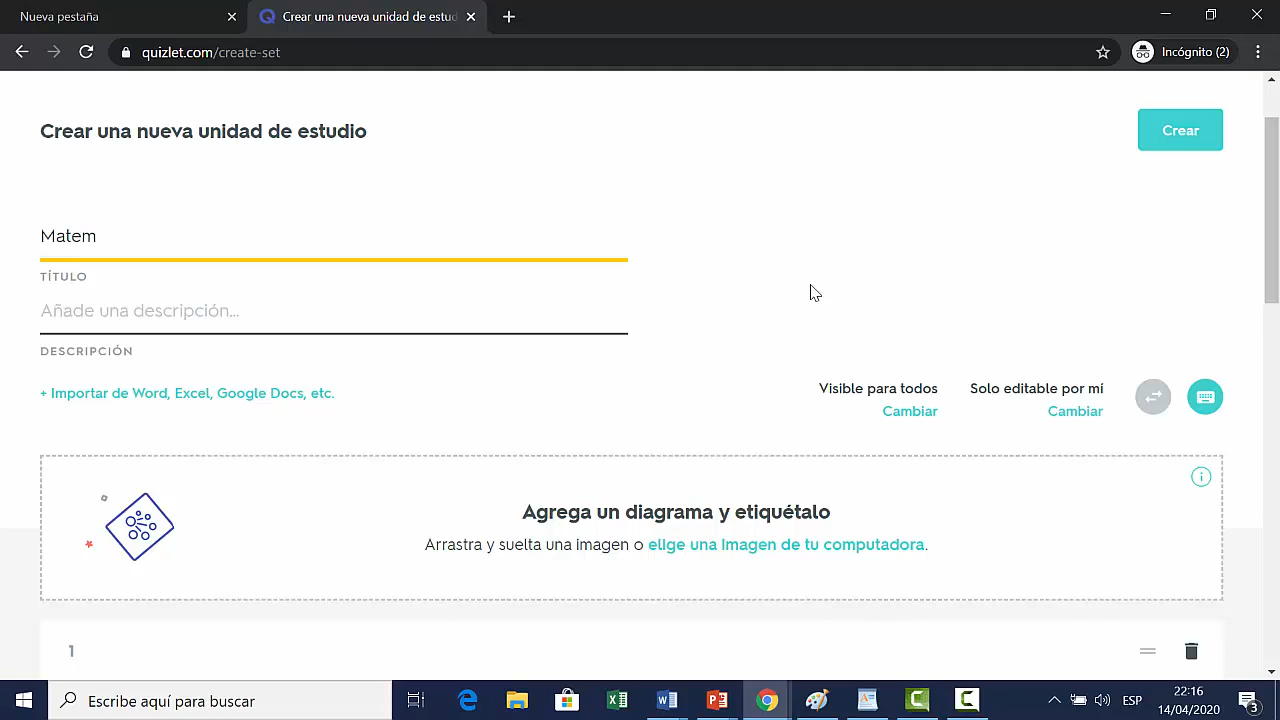 Nueva pestaña
Crear una nueva unidad de estud
quizlet.com/create-set
Incógnito (2)
Crear una nueva unidad de estudio
Crear
Matem
TÍTULO
Añade una descripción...
DESCRIPCIÓN
+ Importar de Word, Excel, Google Docs, etc.
Visible para todos
Cambiar
Solo editable por mí
Cambiar
Agrega un diagrama y etiquétalo
Arrastra y suelta una imagen o elige una imagen de tu computadora.
1
Escribe aquí para buscar
ESP
22:16
14/04/2020
3